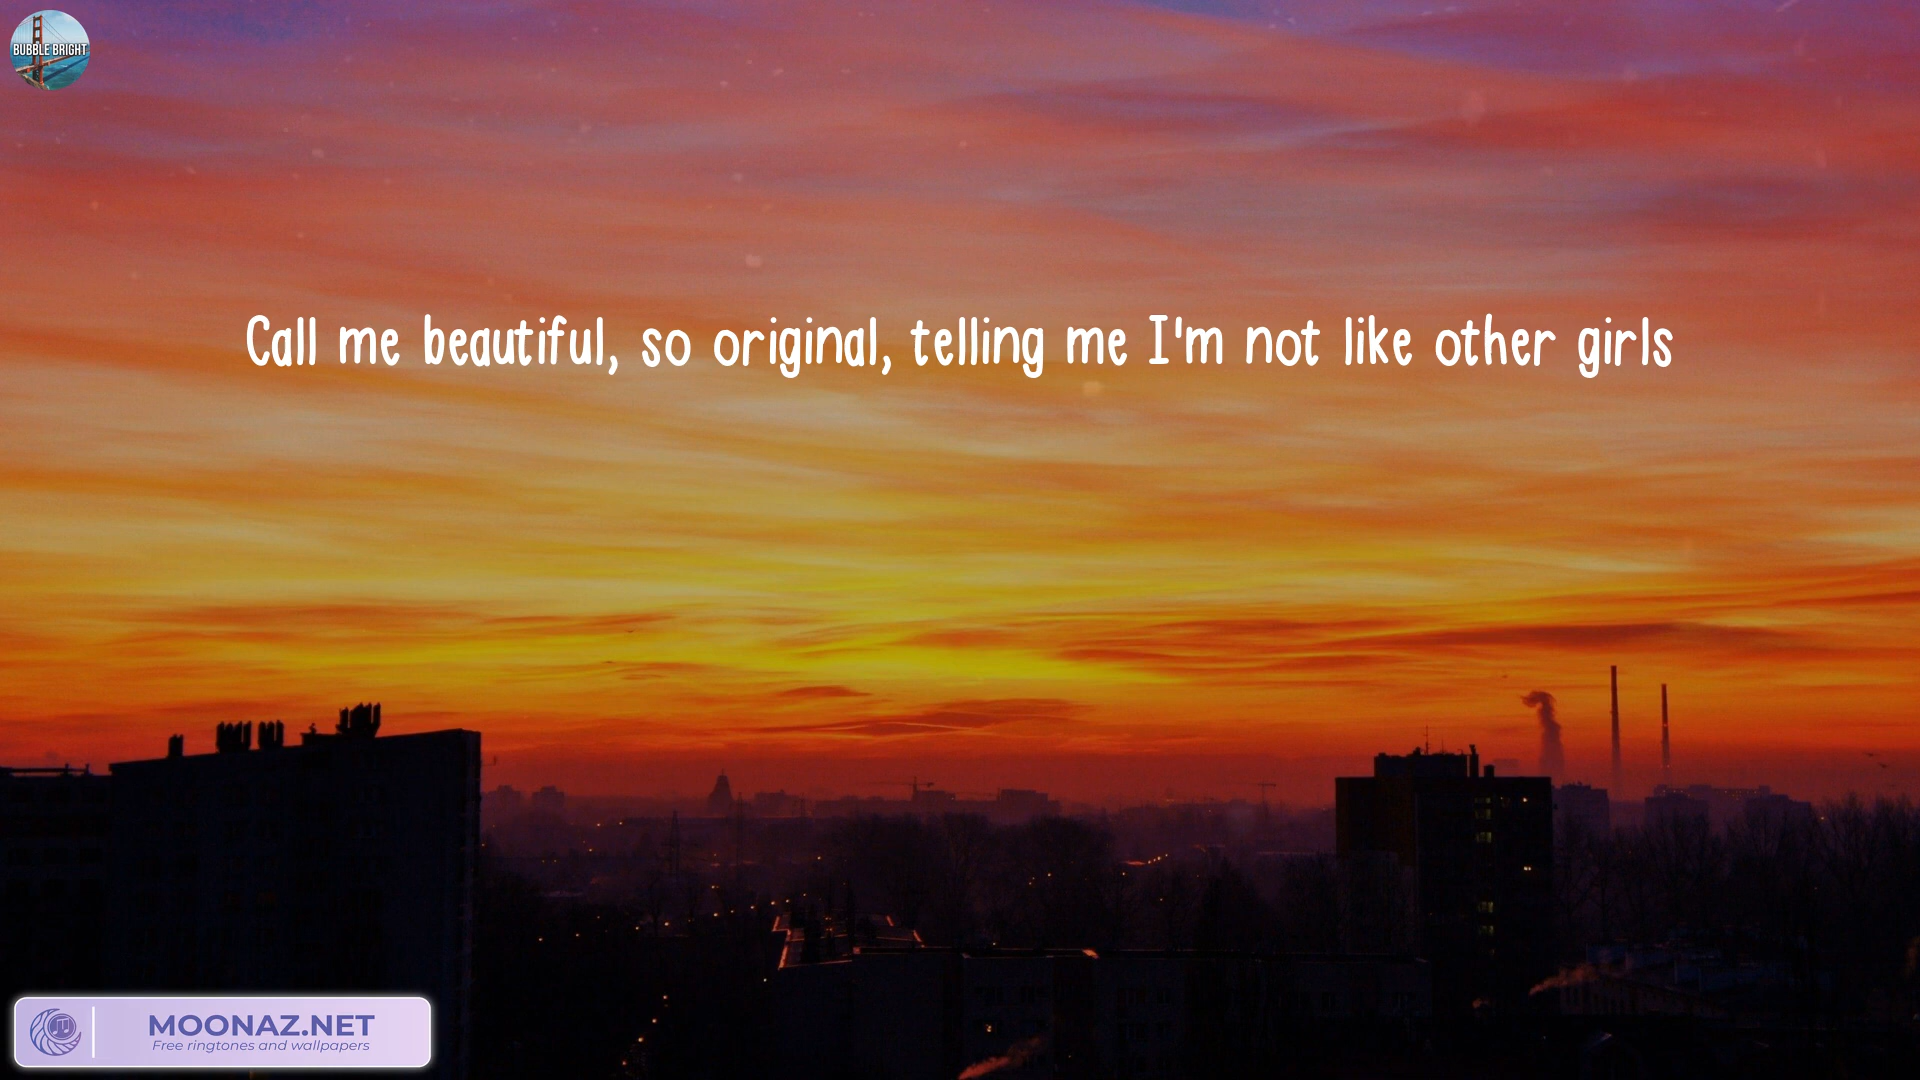 BUBBLE BRIGHT
Call me beautiful, so original, telling me I'm not like other girls
MOONAZ.NET
Free ringtones and wallpapers